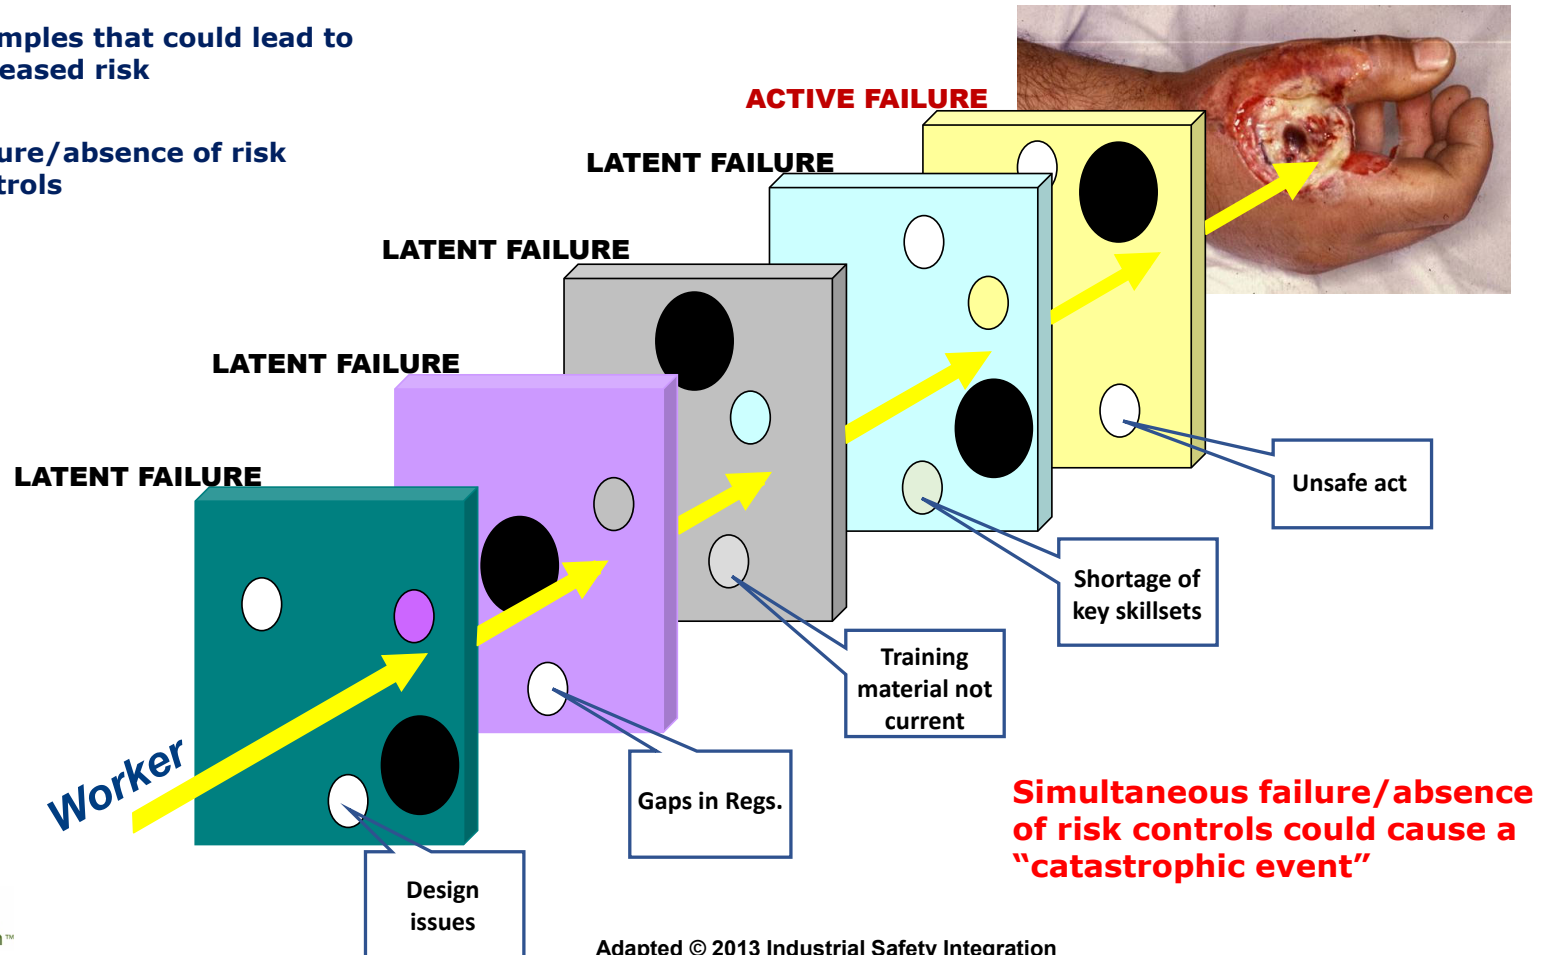 mples that could lead to
eased risk
ure/absence of risk
trols
ACTIVE FAILURE
LATENT FAILURE
LATENT FAILURE
LATENT FAILURE
LATENT FAILURE
Worker
Unsafe act
Shortage of
key skillsets
Training
material not
current
Gaps in Regs.
Design
issues
Simultaneous failure/absence
of risk controls could cause a
“catastrophic event”
Adapted © 2013 Industrial Safety Integration